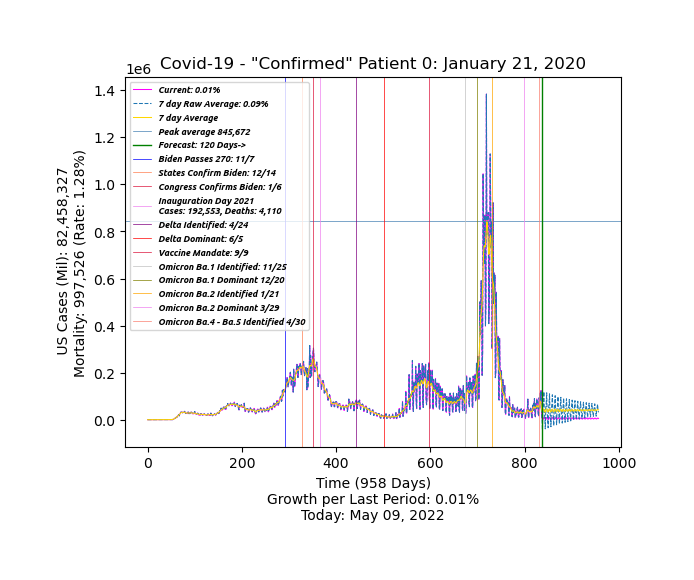 Covid-19 - "Confirmed" Patient 0: January 21, 2020
1e6
1.4
1.2
1.0
0.8
0.6
0.4
0.2
0.0
US Cases (Mil): 82,458,327
Mortality: 997,526 (Rate: 1.28%)
Current: 0.01%
7 day Raw Average: 0.09%
7 day Average
Peak average 845,672
Forecast: 120 Days->
Biden Passes 270: 11/7
States Confirm Biden: 12/14
Congress Confirms Biden: 1/6
Inauguration Day 2021
Cases: 192,553, Deaths: 4,110
Delta Identified: 4/24
Delta Dominant: 6/5
Vaccine Mandate: 9/9
Omicron Ba.1 Identified: 11/25
Omicron Ba.1 Dominant 12/20
Omicron Ba.2 Identified 1/21
Omicron Ba.2 Dominant 3/29
Omicron Ba.4 - Ba.5 Identified 4/30
0 200 400 600 800 1000
Time (958 Days)
Growth per Last Period: 0.01%
Today: May 09, 2022